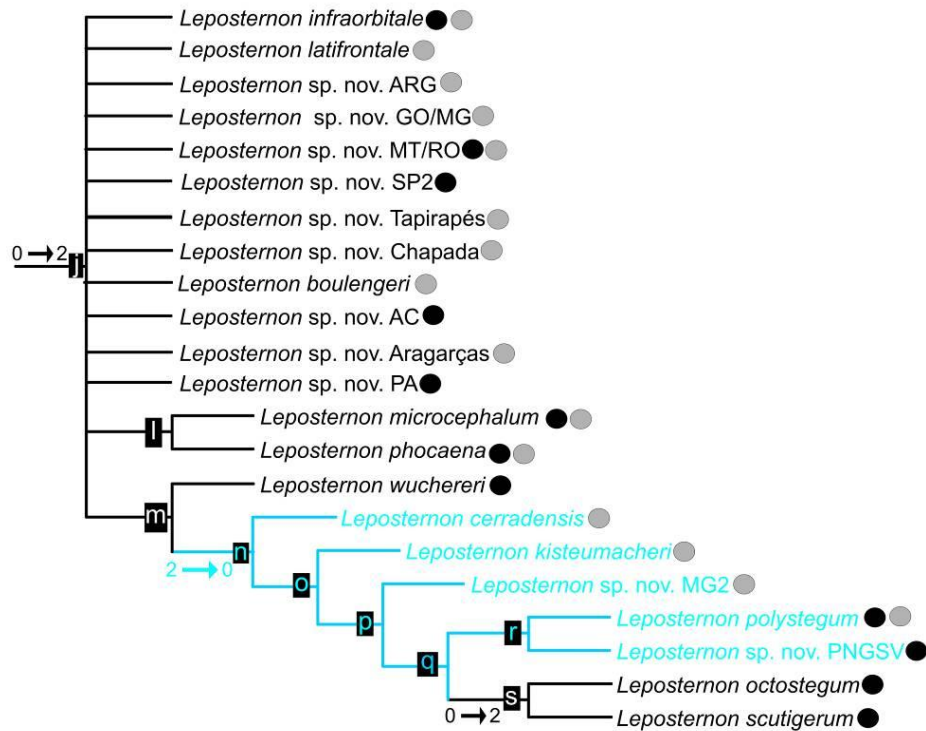 Leposternon infraorbitale
Leposternon latifrontale
Leposternon sp. nov. ARG
Leposternon sp. nov. GO/MG
Leposternon sp. nov. MT/RO
Leposternon sp. nov. SP2
Leposternon sp. nov. Tapirapés
0 → 2
Leposternon sp. nov. Chapada
j
Leposternon boulengeri
Leposternon sp. nov. AC
Leposternon sp. nov. Aragarças
Leposternon sp. nov. PA
Leposternon microcephalum
l
Leposternon phocaena
Leposternon wuchereri
m
Leposternon cerradensis
2 → 0
n
Leposternon kisteumacheri
o
Leposternon sp. nov. MG2
p
Leposternon polystegum
r
Leposternon sp. nov. PNGSV
q
Leposternon octostegum
0 → 2
s
Leposternon scutigerum